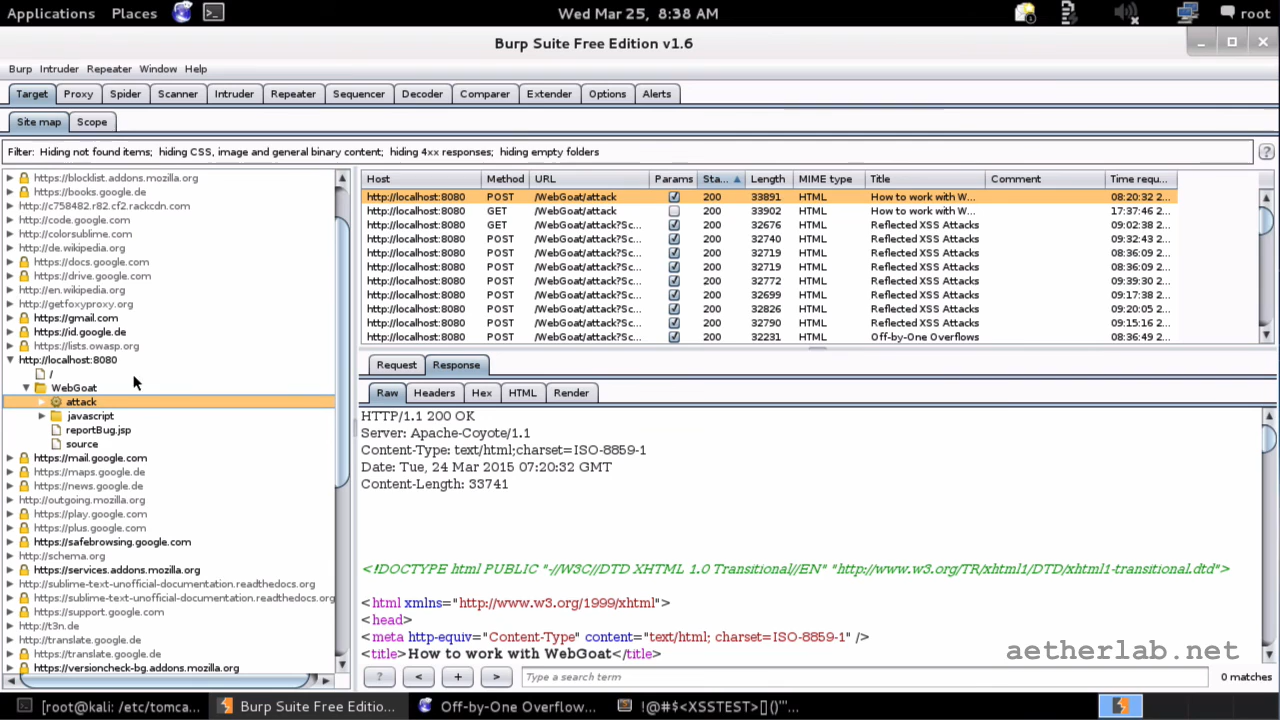 Applications Places Wed Mar 25, 8:38 AM root
Burp Suite Free Edition v1.6
Burp Intruder Repeater Window Help
Target Proxy Spider Scanner Intruder Repeater Sequencer Decoder Comparer Extender Options Alerts
Site map Scope
Filter: Hiding not found items; hiding CSS, image and general binary content; hiding 4xx responses; hiding empty folders ?
https://blocklist.addons.mozilla.org
https://books.google.de
http://c758482.r82.cf2.rackcdn.com
http://code.google.com
http://colorsublime.com
http://de.wikipedia.org
https://docs.google.com
https://drive.google.com
http://en.wikipedia.org
http://getfoxyproxy.org
https://gmail.com
https://id.google.de
https://lists.owasp.org
http://localhost:8080
/
WebGoat
attack
javascript
reportBug.jsp
source
https://mail.google.com
https://maps.google.de
https://news.google.de
http://outgoing.mozilla.org
https://play.google.com
https://plus.google.com
https://safebrowsing.google.com
http://schema.org
https://services.addons.mozilla.org
http://sublime-text-unofficial-documentation.readthedocs.org
https://sublime-text-unofficial-documentation.readthedocs.org
https://support.google.com
http://t3n.de
http://translate.google.de
https://translate.google.com
https://versioncheck-bg.addons.mozilla.org
Host Method URL Params Sta... Length MIME type Title Comment Time requ...
http://localhost:8080 POST /WebGoat/attack 200 33891 HTML How to work with W... 08:20:32 2...
http://localhost:8080 GET /WebGoat/attack 200 33902 HTML How to work with W... 17:37:46 2...
http://localhost:8080 GET /WebGoat/attack?Sc... 200 32676 HTML Reflected XSS Attacks 09:02:38 2...
http://localhost:8080 POST /WebGoat/attack?Sc... 200 32740 HTML Reflected XSS Attacks 09:32:43 2...
http://localhost:8080 POST /WebGoat/attack?Sc... 200 32719 HTML Reflected XSS Attacks 08:36:09 2...
http://localhost:8080 POST /WebGoat/attack?Sc... 200 32719 HTML Reflected XSS Attacks 08:36:09 2...
http://localhost:8080 POST /WebGoat/attack?Sc... 200 32772 HTML Reflected XSS Attacks 09:39:30 2...
http://localhost:8080 POST /WebGoat/attack?Sc... 200 32699 HTML Reflected XSS Attacks 09:17:38 2...
http://localhost:8080 POST /WebGoat/attack?Sc... 200 32826 HTML Reflected XSS Attacks 09:20:05 2...
http://localhost:8080 POST /WebGoat/attack?Sc... 200 32790 HTML Reflected XSS Attacks 09:15:16 2...
http://localhost:8080 POST /WebGoat/attack?Sc... 200 32231 HTML Off-by-One Overflows 08:36:49 2...
Request Response
Raw Headers Hex HTML Render
HTTP/1.1 200 OK
Server: Apache-Coyote/1.1
Content-Type: text/html;charset=ISO-8859-1
Date: Tue, 24 Mar 2015 07:20:32 GMT
Content-Length: 33741
<!DOCTYPE html PUBLIC "-//W3C//DTD XHTML 1.0 Transitional//EN" "http://www.w3.org/TR/xhtml1/DTD/xhtml1-transitional.dtd">
<html xmlns="http://www.w3.org/1999/xhtml">
<head>
<meta http-equiv="Content-Type" content="text/html; charset=ISO-8859-1" />
<title>How to work with WebGoat</title>
aetherlab.net
? < + > Type a search term 0 matches
[root@kali: /etc/tomca... Burp Suite Free Editio... Off-by-One Overflow... !@#$<XSSTEST>[]()'"...